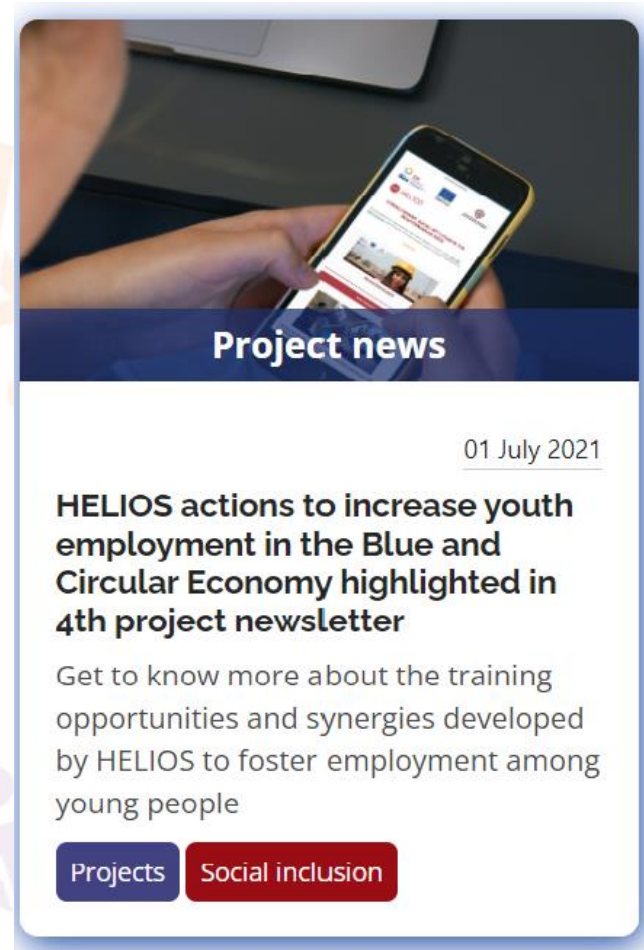 Project news
01 July 2021
HELIOS actions to increase youth
employment in the Blue and
Circular Economy highlighted in
4th project newsletter
Get to know more about the training
opportunities and synergies developed
by HELIOS to foster employment among
young people
Projects
Social inclusion